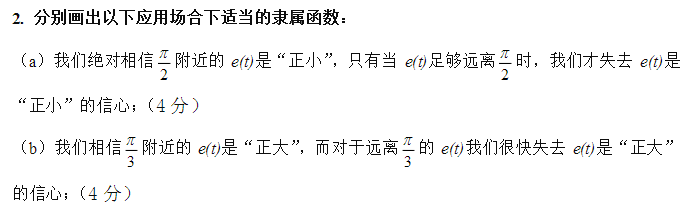 2. 分别画出以下应用场合下适当的隶属函数：
（a）我们绝对相信 π/2 附近的 e(t)是“正小”，只有当 e(t)足够远离 π/2 时，我们才失去 e(t)是
“正小”的信心；（4 分）
（b）我们相信 π/3 附近的 e(t)是“正大”，而对于远离 π/3 的 e(t)我们很快失去 e(t)是“正大”
的信心；（4 分）